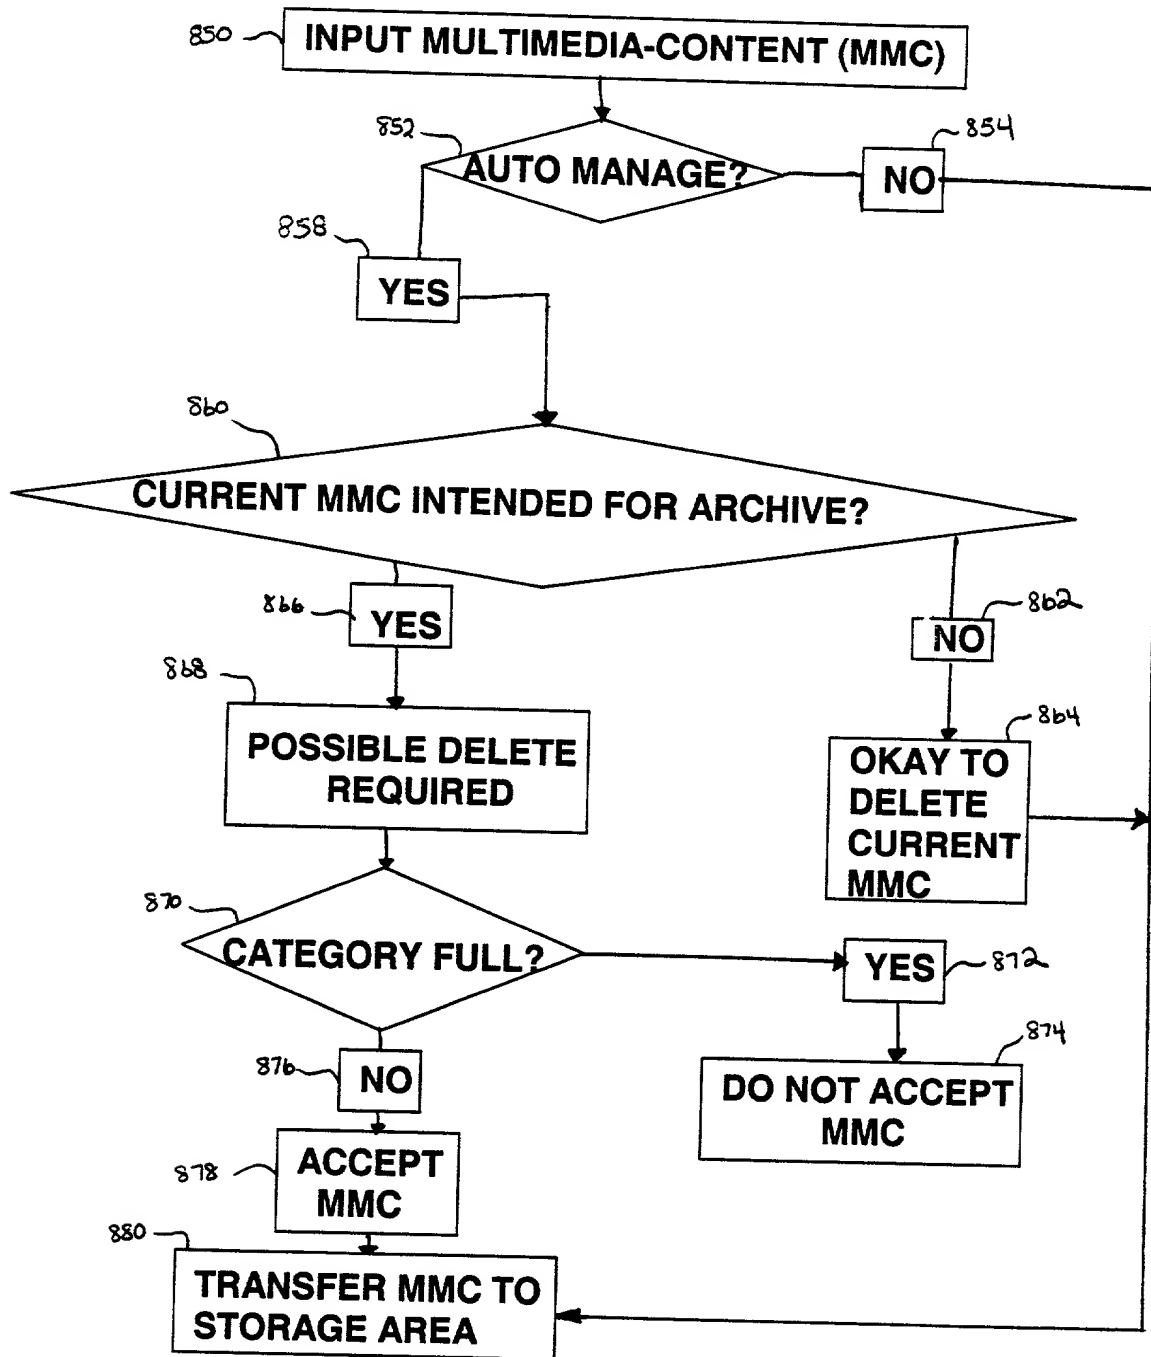 850
INPUT MULTIMEDIA-CONTENT (MMC)
852
AUTO MANAGE?
854
NO
858
YES
860
CURRENT MMC INTENDED FOR ARCHIVE?
866
YES
862
NO
868
POSSIBLE DELETE
REQUIRED
864
OKAY TO
DELETE
CURRENT
MMC
870
CATEGORY FULL?
YES
872
874
DO NOT ACCEPT
MMC
876
NO
878
ACCEPT
MMC
880
TRANSFER MMC TO
STORAGE AREA